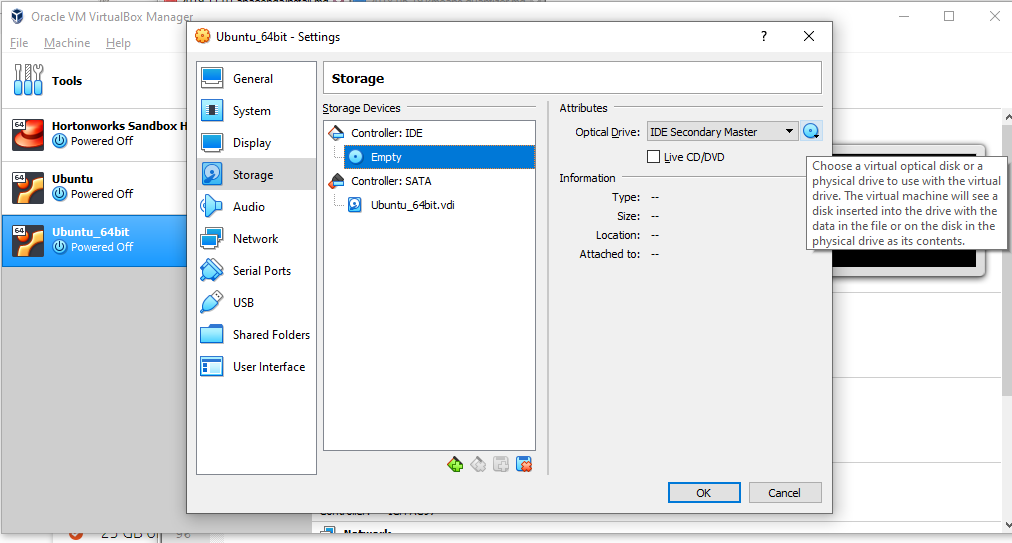 Oracle VM VirtualBox Manager
File Machine Help
Tools
64
Hortonworks Sandbox H
Powered Off
64
Ubuntu
Powered Off
64
Ubuntu_64bit
Powered Off
Ubuntu_64bit - Settings
?
General
System
Display
Storage
Audio
Network
Serial Ports
USB
Shared Folders
User Interface
Storage
Storage Devices
Controller: IDE
Empty
Controller: SATA
Ubuntu_64bit.vdi
Attributes
Optical Drive: IDE Secondary Master
Live CD/DVD
Information
Type: --
Size: --
Location: --
Attached to: --
Choose a virtual optical disk or a
physical drive to use with the virtual
drive. The virtual machine will see a
disk inserted into the drive with the
data in the file or on the disk in the
physical drive as its contents.
OK Cancel
Network
25 GB